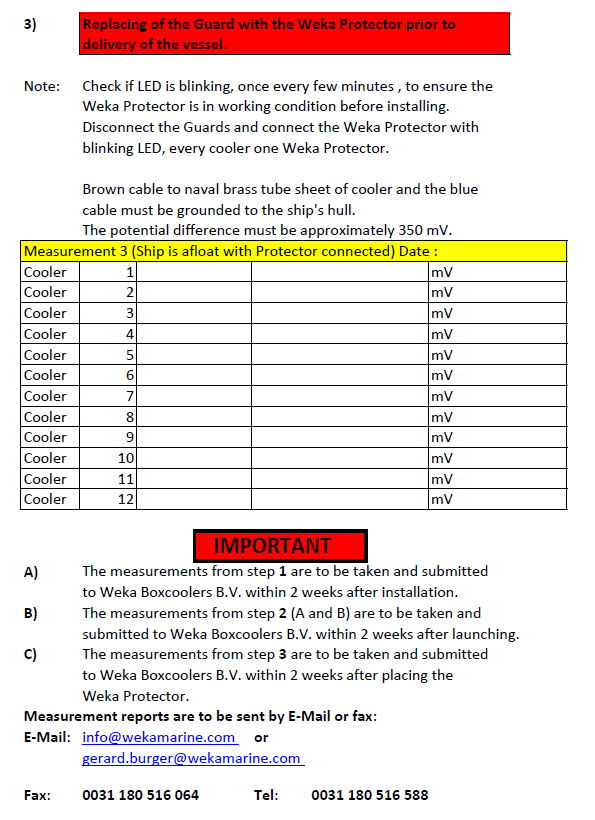 3) Replacing of the Guard with the Weka Protector prior to
delivery of the vessel.
Note: Check if LED is blinking, once every few minutes , to ensure the
Weka Protector is in working condition before installing.
Disconnect the Guards and connect the Weka Protector with
blinking LED, every cooler one Weka Protector.
Brown cable to naval brass tube sheet of cooler and the blue
cable must be grounded to the ship's hull.
The potential difference must be approximately 350 mV.
Measurement 3 (Ship is afloat with Protector connected) Date :
Cooler 1 mV
Cooler 2 mV
Cooler 3 mV
Cooler 4 mV
Cooler 5 mV
Cooler 6 mV
Cooler 7 mV
Cooler 8 mV
Cooler 9 mV
Cooler 10 mV
Cooler 11 mV
Cooler 12 mV
IMPORTANT
A) The measurements from step 1 are to be taken and submitted
to Weka Boxcoolers B.V. within 2 weeks after installation.
B) The measurements from step 2 (A and B) are to be taken and
submitted to Weka Boxcoolers B.V. within 2 weeks after launching.
C) The measurements from step 3 are to be taken and submitted
to Weka Boxcoolers B.V. within 2 weeks after placing the
Weka Protector.
Measurement reports are to be sent by E-Mail or fax:
E-Mail: info@wekamarine.com or
gerard.burger@wekamarine.com
Fax: 0031 180 516 064 Tel: 0031 180 516 588